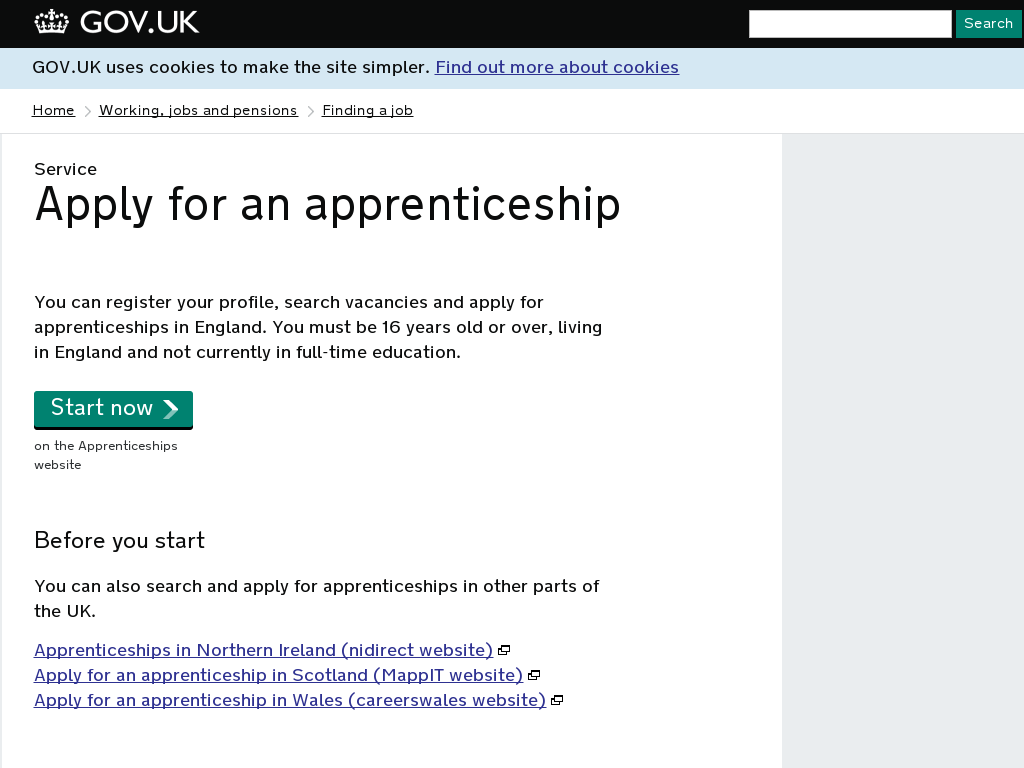 GOV.UK
Search
GOV.UK uses cookies to make the site simpler. Find out more about cookies
Home > Working, jobs and pensions > Finding a job
Service
Apply for an apprenticeship
You can register your profile, search vacancies and apply for
apprenticeships in England. You must be 16 years old or over, living
in England and not currently in full-time education.
Start now
on the Apprenticeships
website
Before you start
You can also search and apply for apprenticeships in other parts of
the UK.
Apprenticeships in Northern Ireland (nidirect website)
Apply for an apprenticeship in Scotland (MappIT website)
Apply for an apprenticeship in Wales (careerswales website)